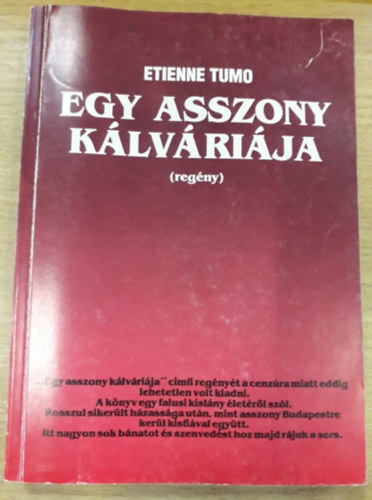 ETIENNE TUMO
EGY ASSZONY
KÁLVÁRIÁJA
(regény)
„Egy asszony kálváriája" című regényét a cenzúra miatt eddig
lehetetlen volt kiadni.
A könyv egy falusi kislány életéről szól.
Rosszul sikerült házassága után, mint asszony Budapestre
kerül kisfiával együtt.
Itt nagyon sok bánatot és szenvedést hoz majd rájuk a sors.